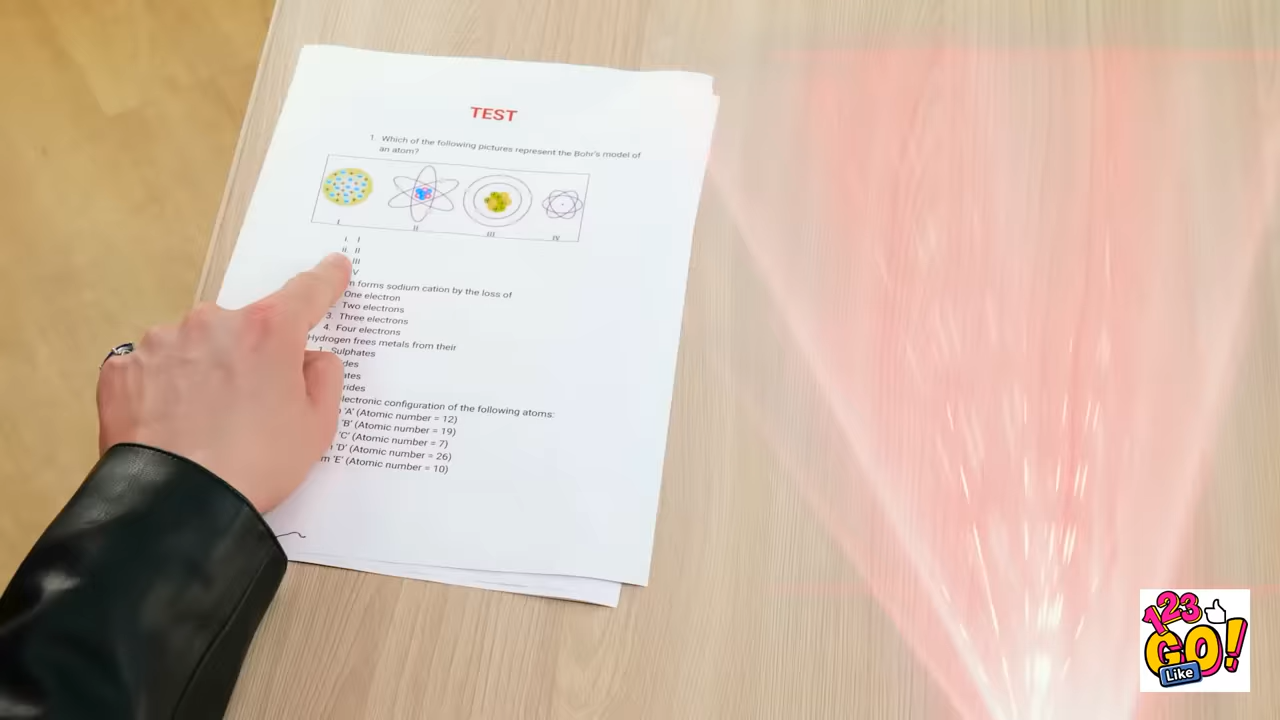 TEST
1. Which of the following pictures represent the Bohr's model of
an atom?
I II III IV
i I
ii II
III
V
forms sodium cation by the loss of
One electron
Two electrons
3. Three electrons
4. Four electrons
Hydrogen frees metals from their
1. Sulphates
electronic configuration of the following atoms:
'A' (Atomic number = 12)
'B' (Atomic number = 19)
'C' (Atomic number = 7)
'D' (Atomic number = 26)
'E' (Atomic number = 10)
123
GO!
Like